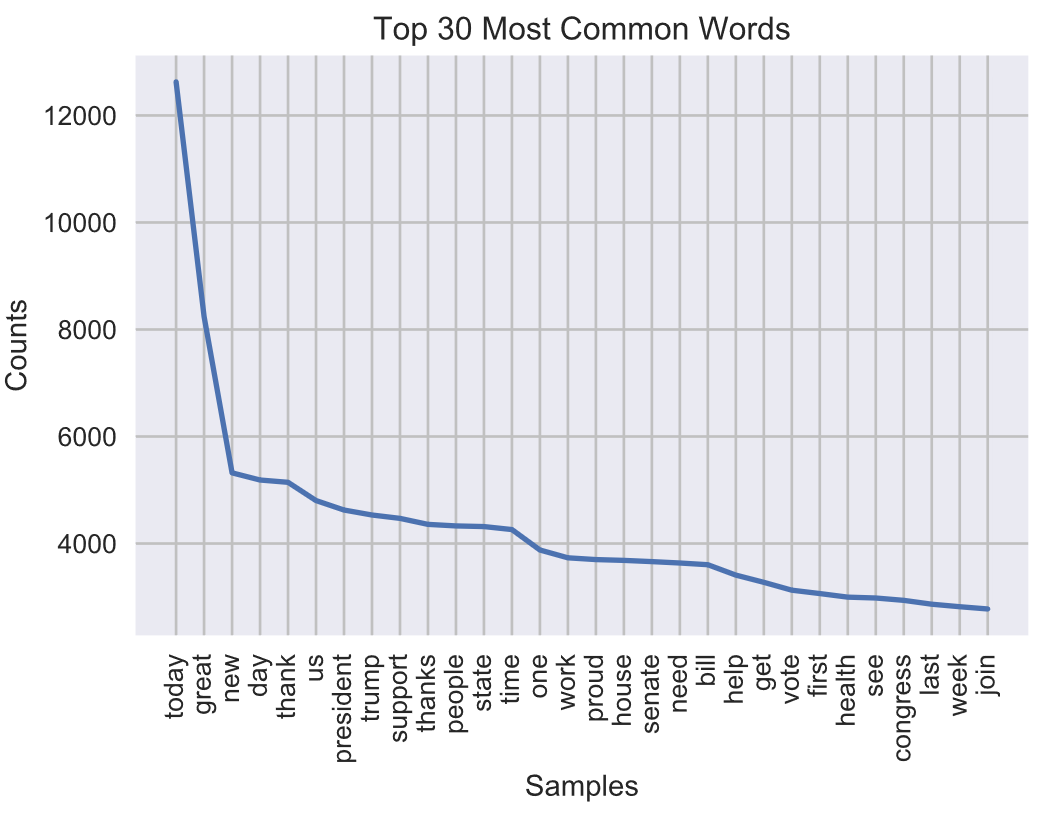 Top 30 Most Common Words
12000
10000
8000
6000
4000
Counts
today
great
new
day
thank
us
president
trump
support
thanks
people
state
time
one
work
proud
house
senate
need
bill
help
get
vote
first
health
see
congress
last
week
join
Samples